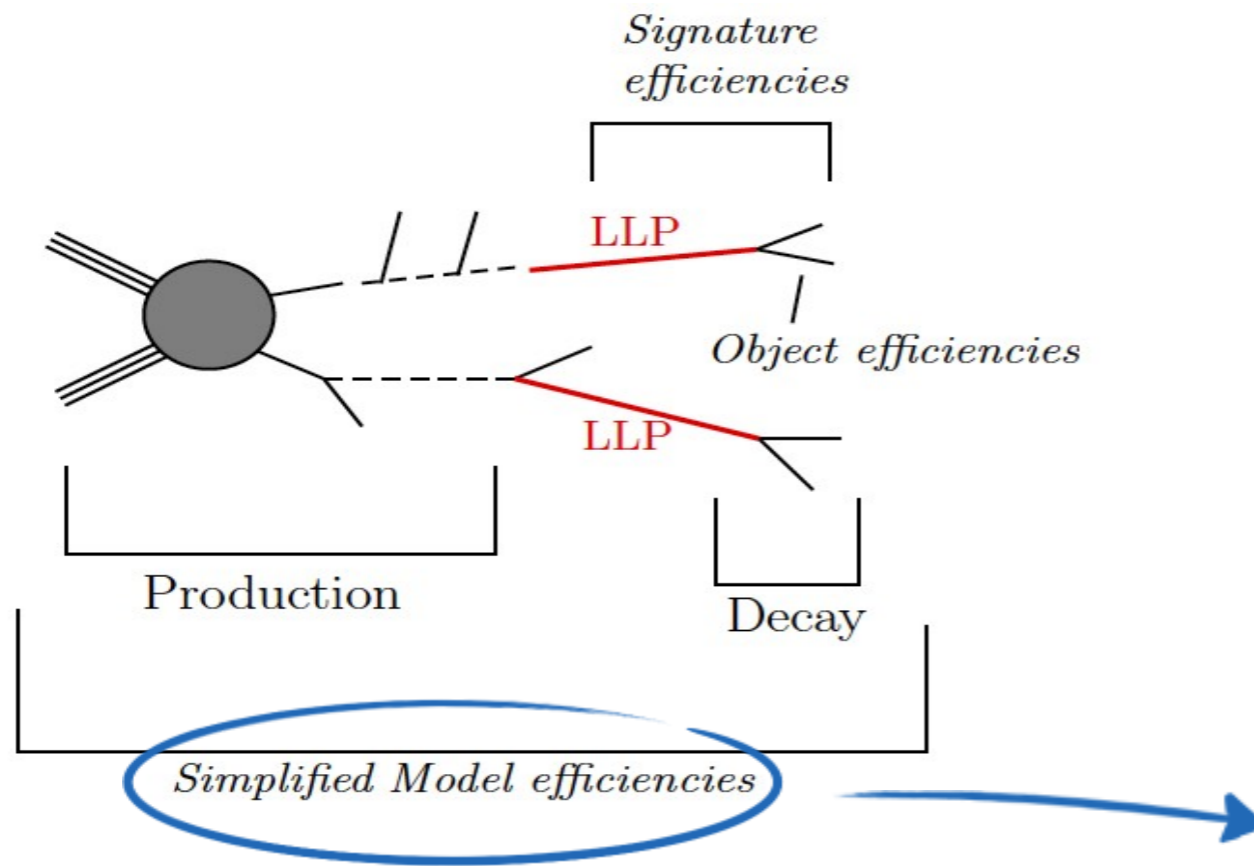 Signature
efficiencies
LLP
Object efficiencies
LLP
Production
Decay
Simplified Model efficiencies